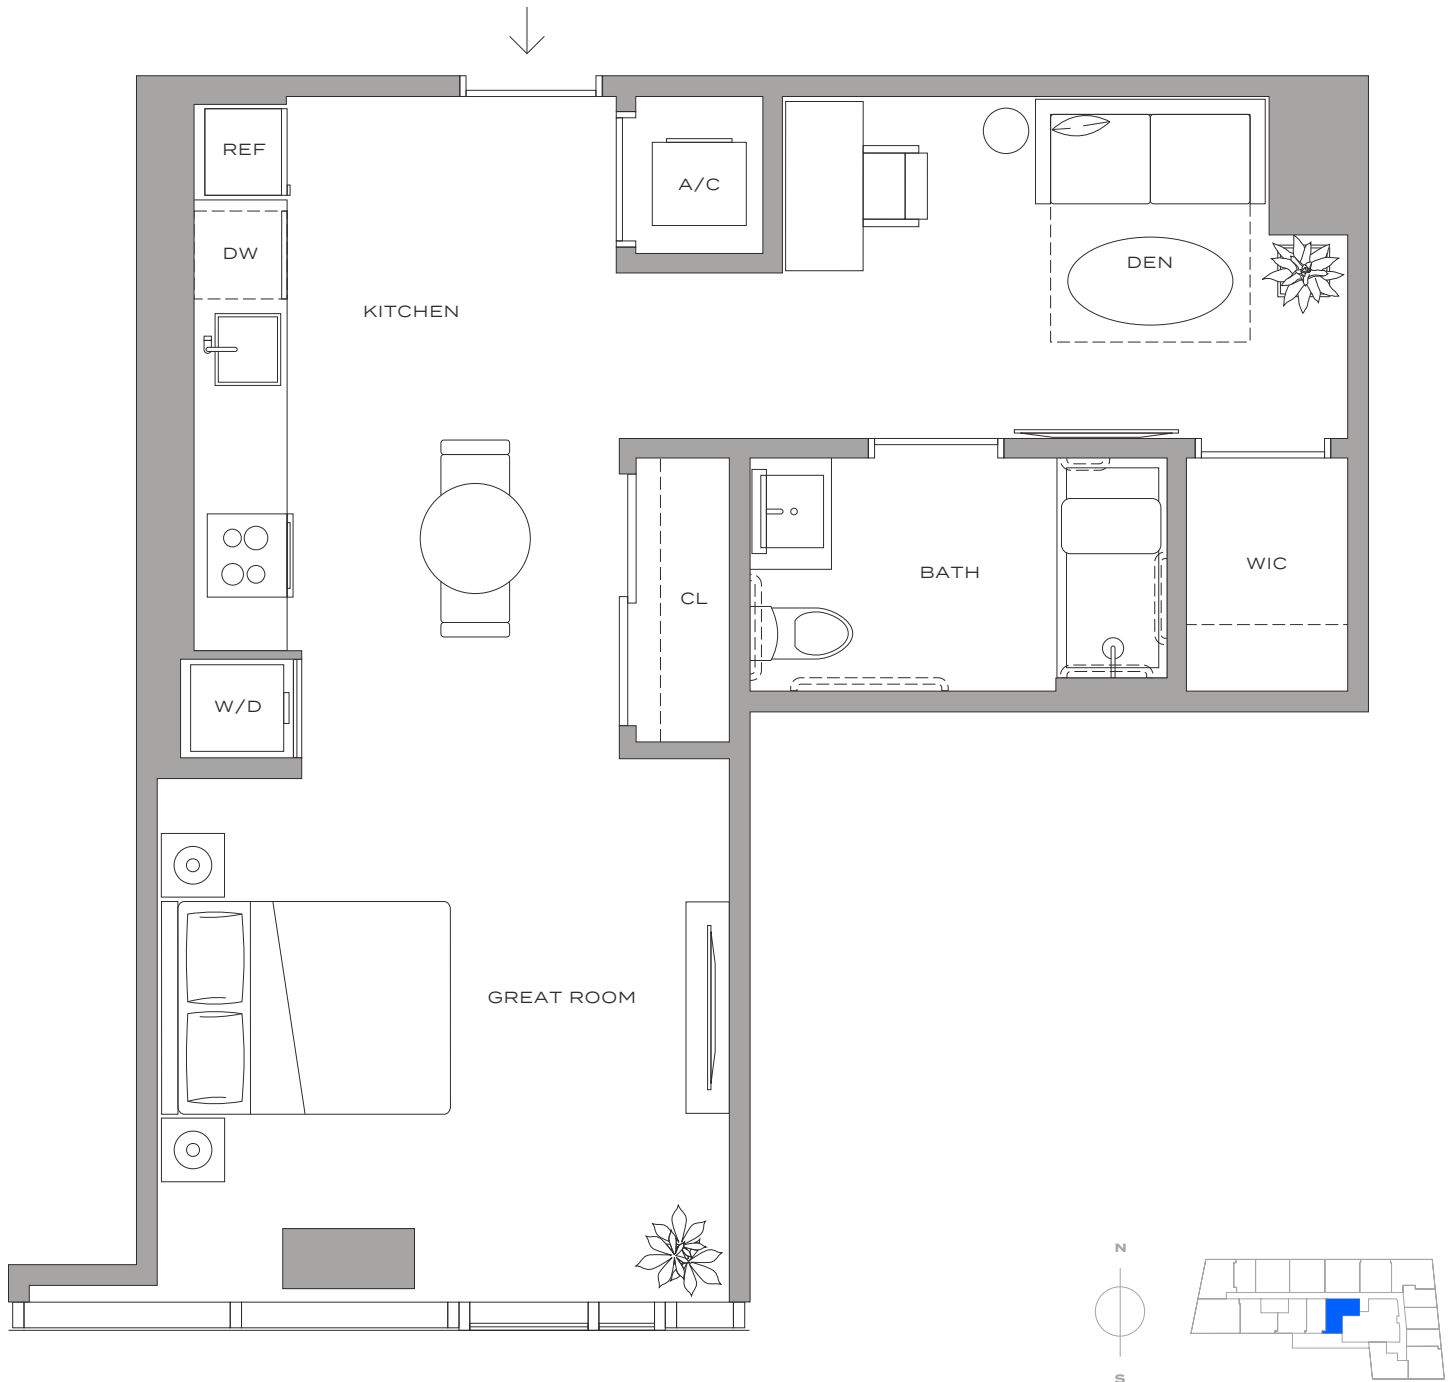 REF
A/C
DW
DEN
KITCHEN
BATH
WIC
CL
W/D
GREAT ROOM
N
S